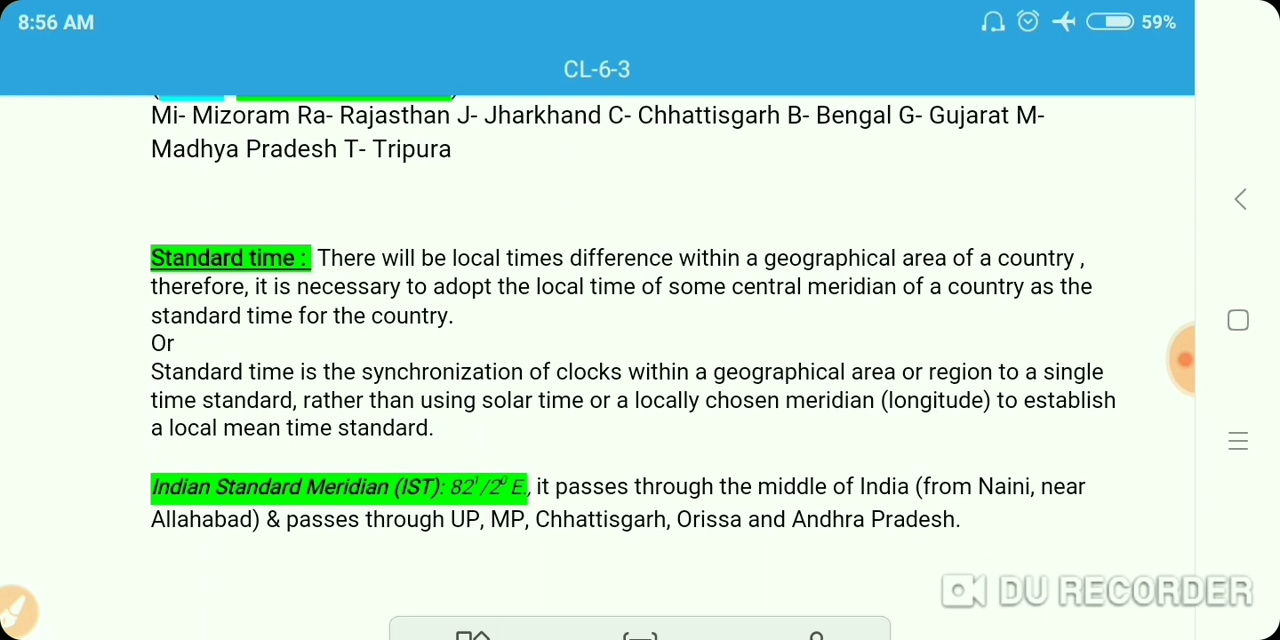 8:56 AM
59%
CL-6-3
Mi- Mizoram Ra- Rajasthan J- Jharkhand C- Chhattisgarh B- Bengal G- Gujarat M-
Madhya Pradesh T- Tripura
Standard time : There will be local times difference within a geographical area of a country ,
therefore, it is necessary to adopt the local time of some central meridian of a country as the
standard time for the country.
Or
Standard time is the synchronization of clocks within a geographical area or region to a single
time standard, rather than using solar time or a locally chosen meridian (longitude) to establish
a local mean time standard.
Indian Standard Meridian (IST): 82¹/2⁰ E., it passes through the middle of India (from Naini, near
Allahabad) & passes through UP, MP, Chhattisgarh, Orissa and Andhra Pradesh.
DU RECORDER